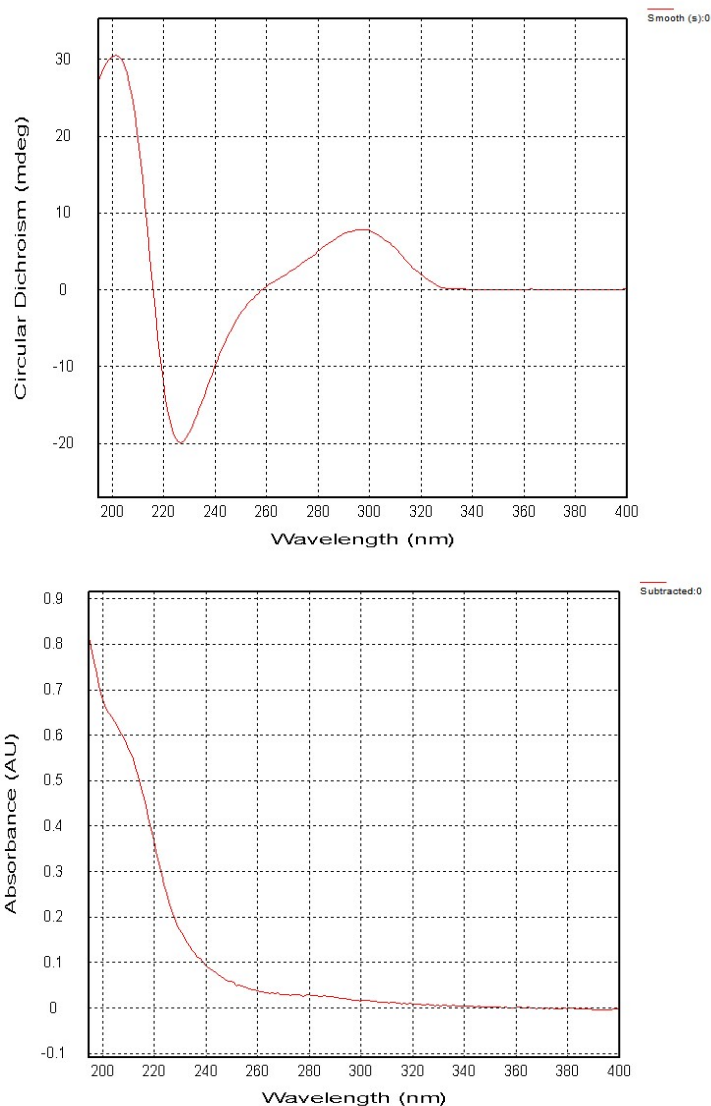 Smooth (s):0
30
20
10
0
-10
-20
Circular Dichroism (mdeg)
200 220 240 260 280 300 320 340 360 380 400
Wavelength (nm)
Subtracted:0
0.9
0.8
0.7
0.6
0.5
0.4
0.3
0.2
0.1
0
-0.1
Absorbance (AU)
200 220 240 260 280 300 320 340 360 380 400
Wavelength (nm)